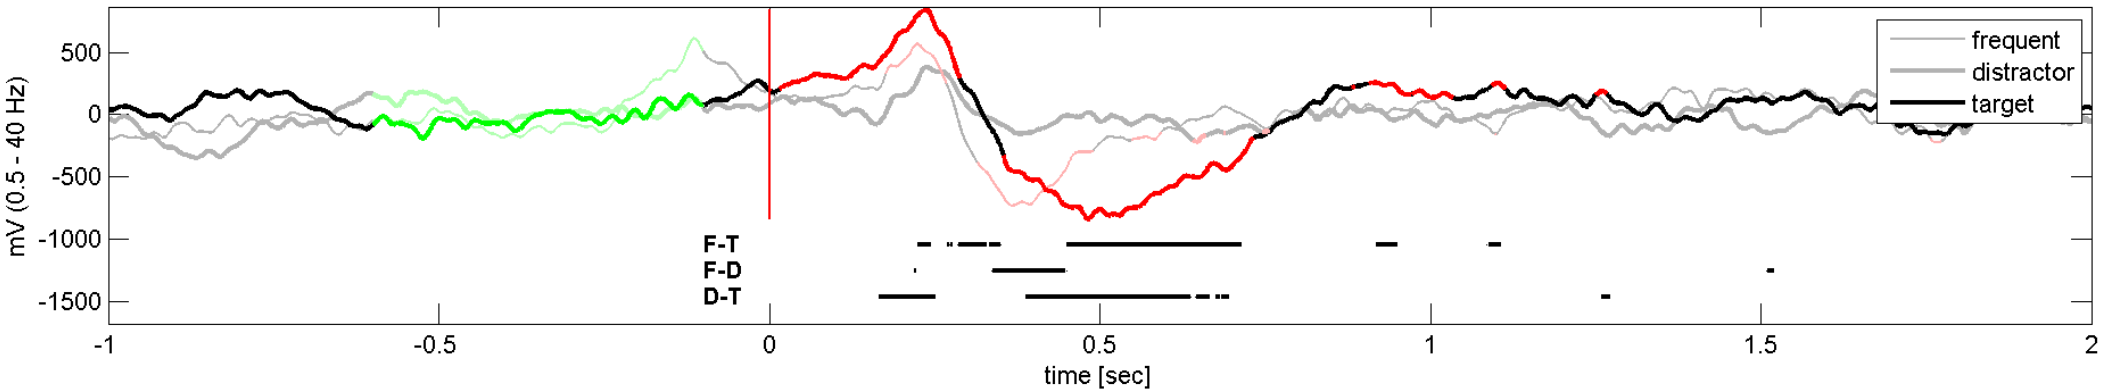 mV (0.5 - 40 Hz)
500
0
-500
-1000
-1500
frequent
distractor
target
F-T
F-D
D-T
-1 -0.5 0 0.5 1 1.5 2
time [sec]